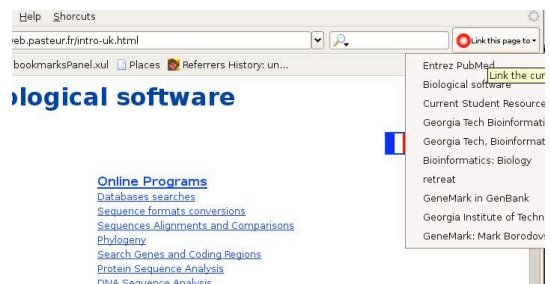 Help Shorcuts
eb.pasteur.fr/intro-uk.html
Link this page to
bookmarksPanel.xul Places Referrers History: un...
Entrez PubMed
Link the cur
Biological software
ological software
Current Student Resource
Georgia Tech Bioinformati
Georgia Tech, Bioinformat
Bioinformatics: Biology
retreat
GeneMark in GenBank
Georgia Institute of Techn
GeneMark: Mark Borodovs
Online Programs
Databases searches
Sequence formats conversions
Sequences Alignments and Comparisons
Phylogeny
Search Genes and Coding Regions
Protein Sequence Analysis
DNA Sequence Analysis